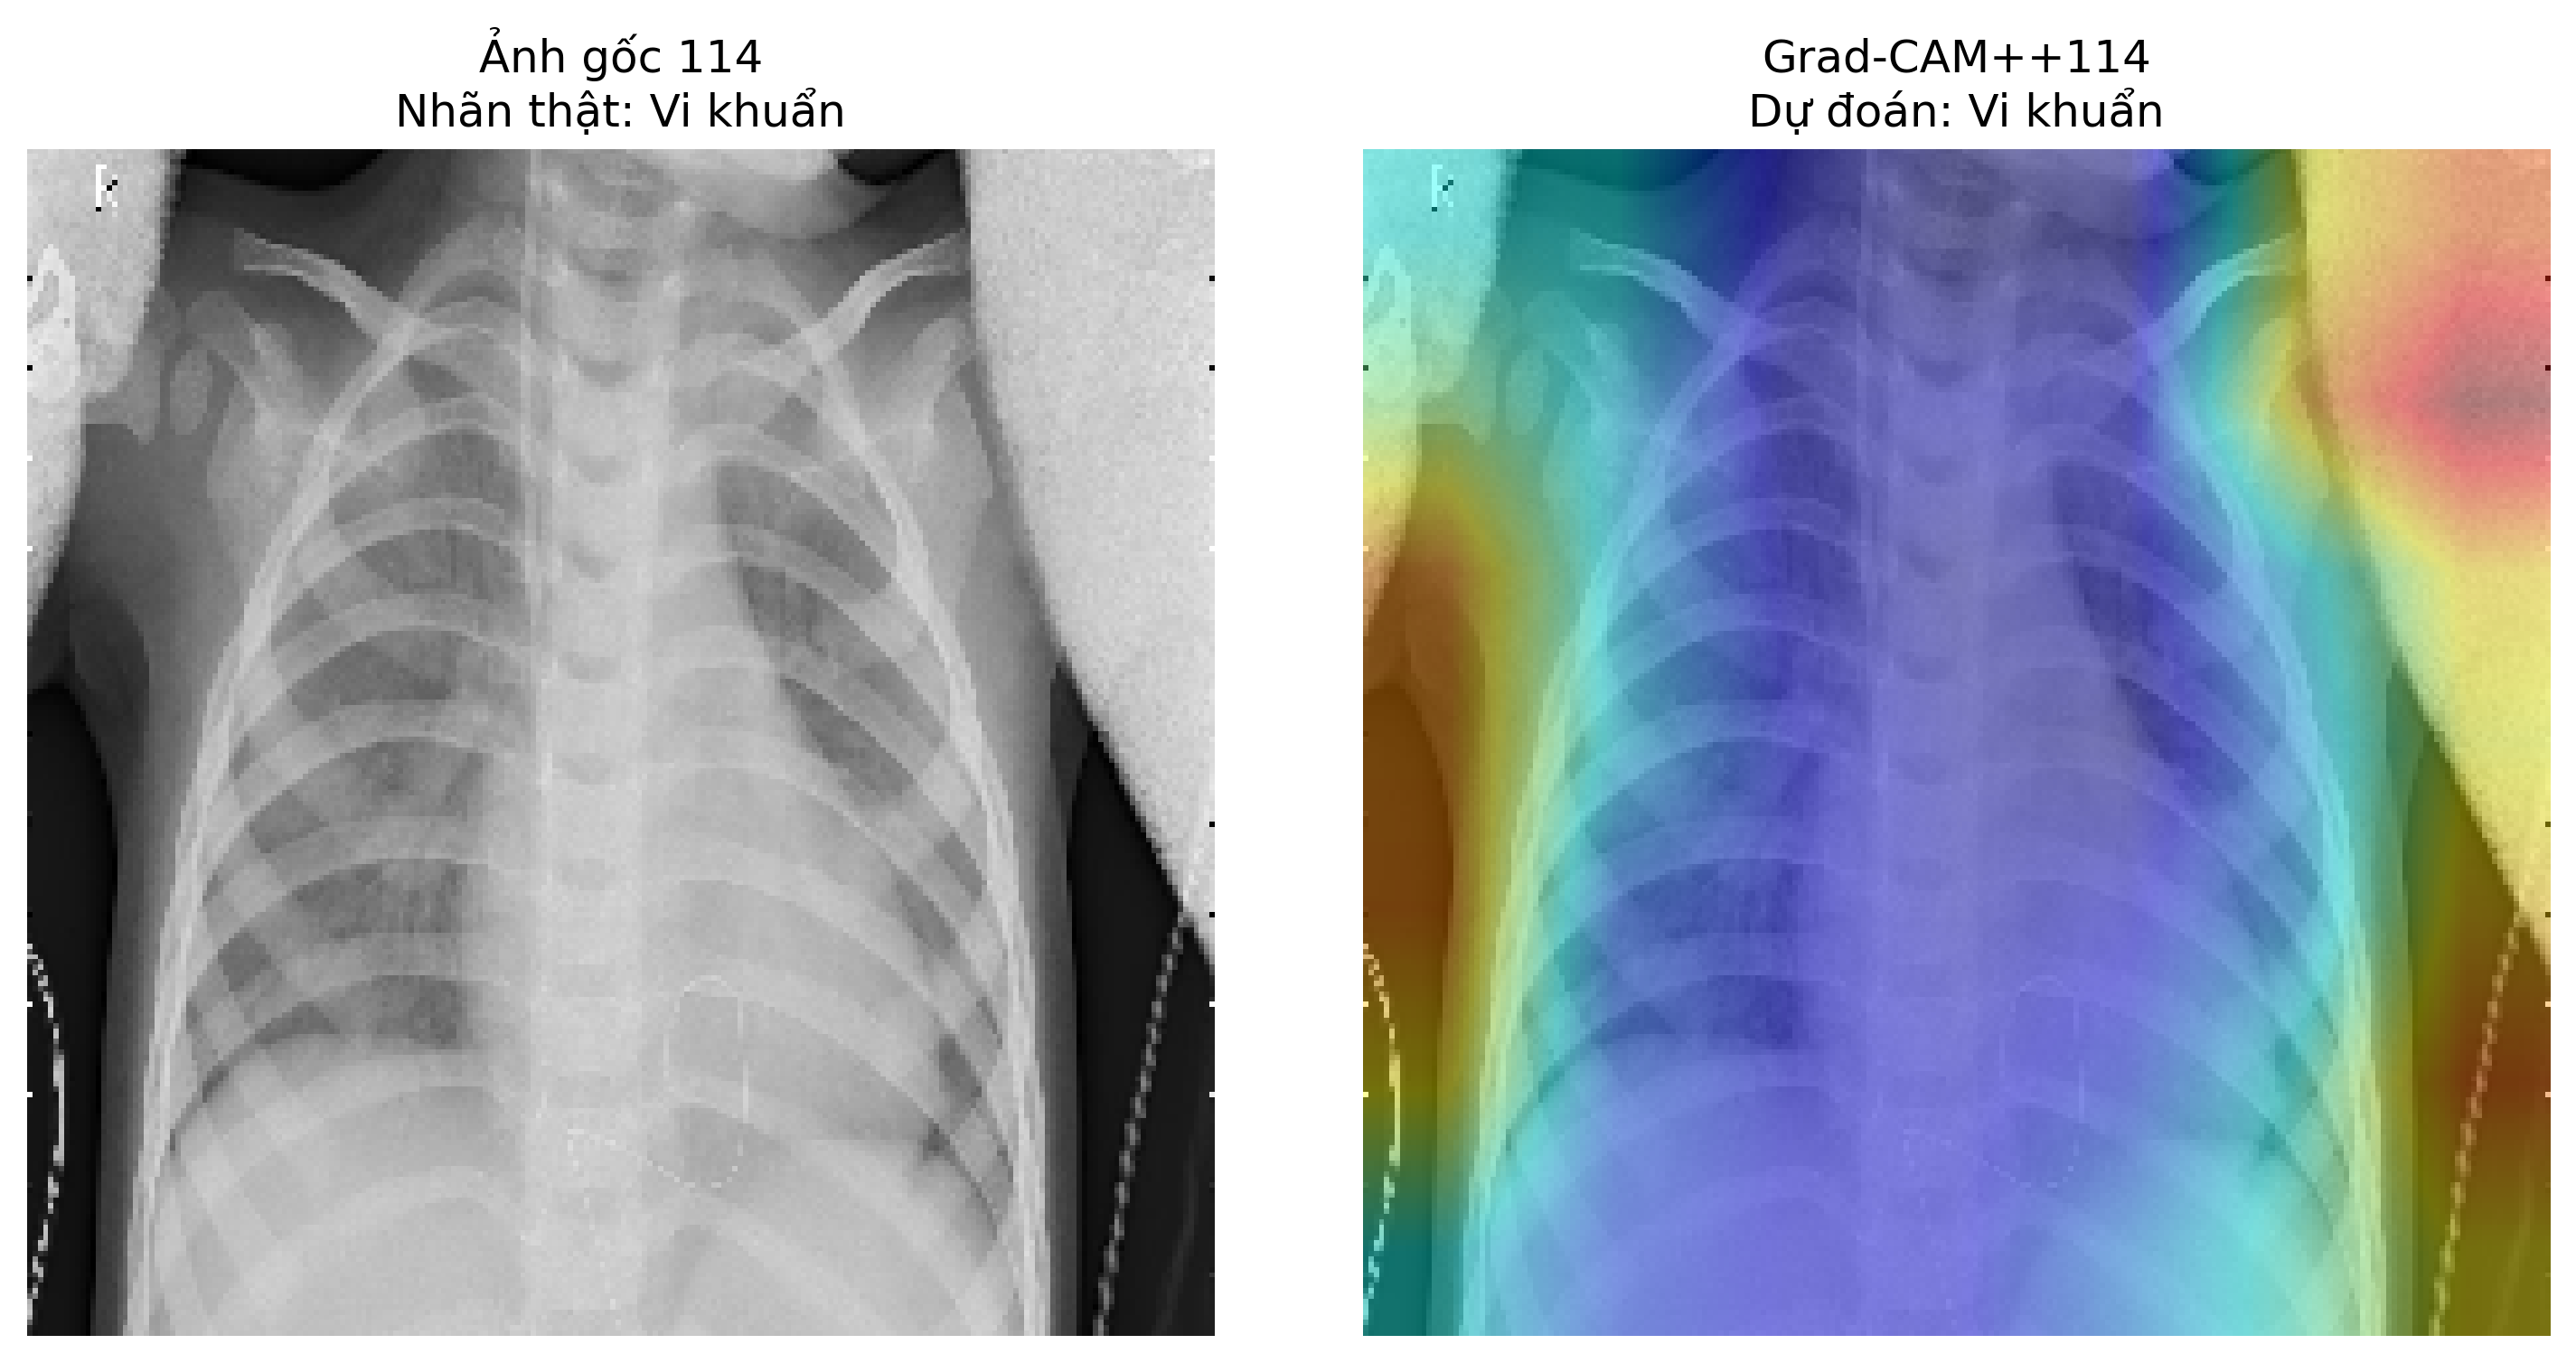 Ảnh gốc 114
Nhãn thật: Vi khuẩn
Grad-CAM++114
Dự đoán: Vi khuẩn